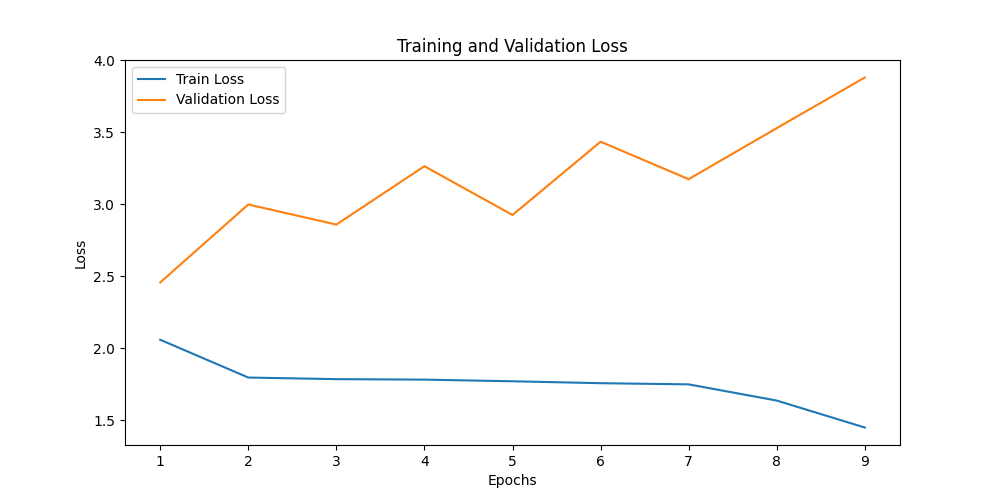 Training and Validation Loss
Train Loss
Validation Loss
4.0
3.5
3.0
2.5
2.0
1.5
Loss
1 2 3 4 5 6 7 8 9
Epochs